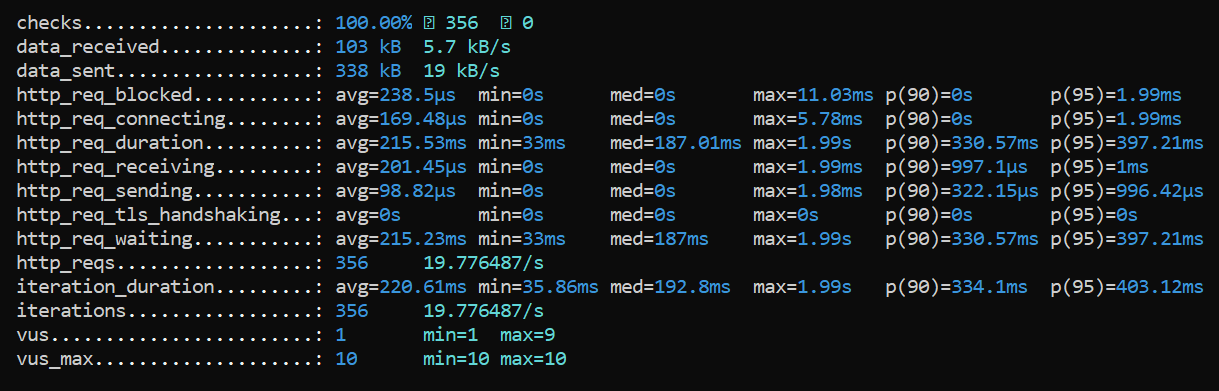 checks.........................: 100.00% ✓ 356 ✗ 0
data_received..................: 103 kB 5.7 kB/s
data_sent......................: 338 kB 19 kB/s
http_req_blocked...............: avg=238.5µs min=0s med=0s max=11.03ms p(90)=0s p(95)=1.99ms
http_req_connecting............: avg=169.48µs min=0s med=0s max=5.78ms p(90)=0s p(95)=1.99ms
http_req_duration..............: avg=215.53ms min=33ms med=187.01ms max=1.99s p(90)=330.57ms p(95)=397.21ms
http_req_receiving.............: avg=201.45µs min=0s med=0s max=1.99ms p(90)=997.1µs p(95)=1ms
http_req_sending...............: avg=98.82µs min=0s med=0s max=1.98ms p(90)=322.15µs p(95)=996.42µs
http_req_tls_handshaking...: avg=0s min=0s med=0s max=0s p(90)=0s p(95)=0s
http_req_waiting...............: avg=215.23ms min=33ms med=187ms max=1.99s p(90)=330.57ms p(95)=397.21ms
http_reqs......................: 356 19.776487/s
iteration_duration.............: avg=220.61ms min=35.86ms med=192.8ms max=1.99s p(90)=334.1ms p(95)=403.12ms
iterations.....................: 356 19.776487/s
vus............................: 1 min=1 max=9
vus_max........................: 10 min=10 max=10